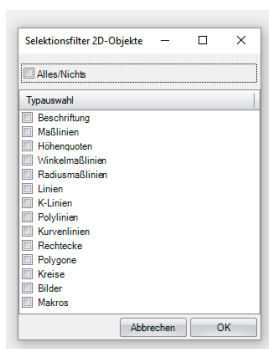 Selektionsfilter 2D-Objekte
Alles/Nichts
Typauswahl
Beschriftung
Maßlinien
Höhenquoten
Winkelmaßlinien
Radiusmaßlinien
Linien
K-Linien
Polylinien
Kurvenlinien
Rechtecke
Polygone
Kreise
Bilder
Makros
Abbrechen OK